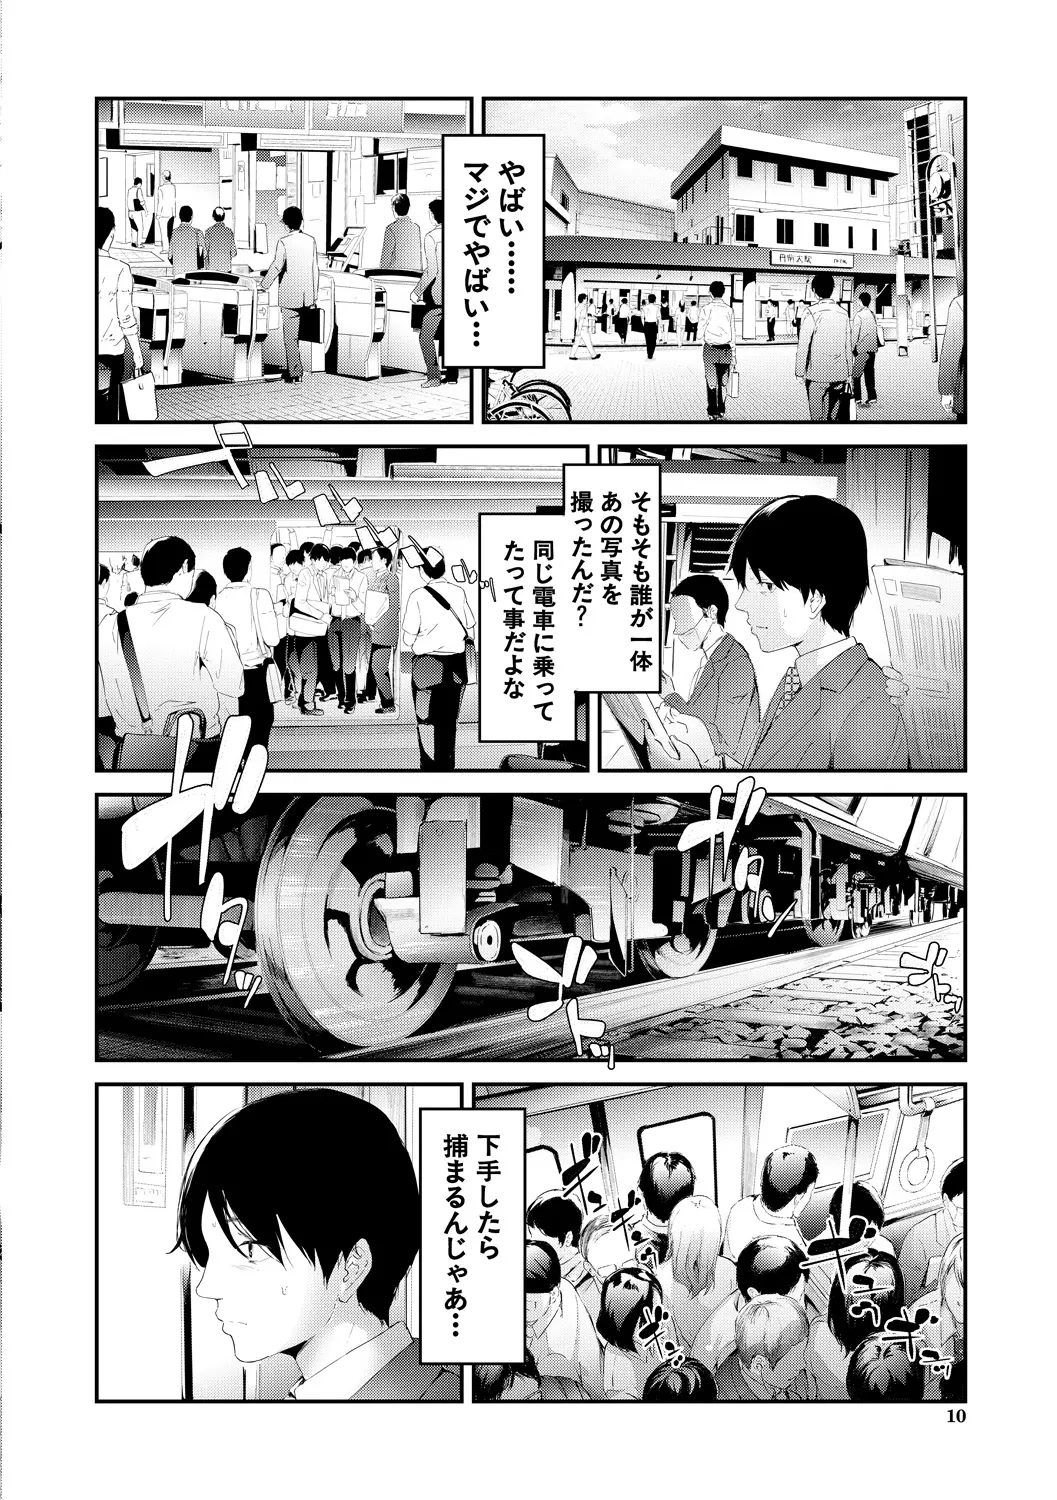 やばい……
マジでやばい…
そもそも誰が一体
あの写真を
撮ったんだ？
同じ電車に乗って
たって事だよな
下手したら
捕まるんじゃあ…
10